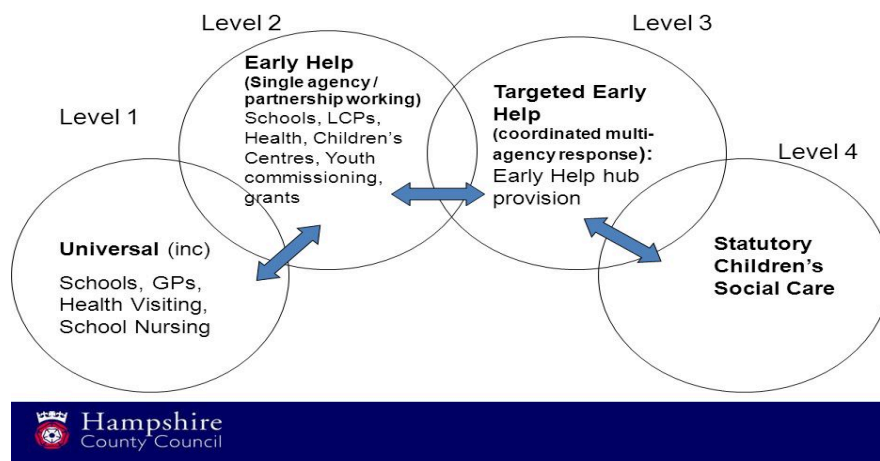 Level 2
Level 3
Level 1
Level 4
Early Help
(Single agency /
partnership working)
Schools, LCPs,
Health, Children's
Centres, Youth
commissioning,
grants
Targeted Early
Help
(coordinated multi-
agency response):
Early Help hub
provision
Universal (inc)
Schools, GPs,
Health Visiting,
School Nursing
Statutory
Children's
Social Care
Hampshire
County Council